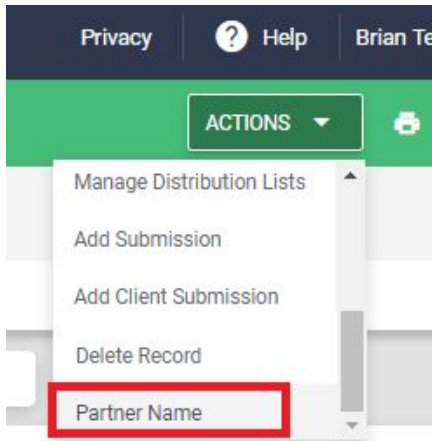 Privacy ? Help Brian Te
ACTIONS
Manage Distribution Lists
Add Submission
Add Client Submission
Delete Record
Partner Name